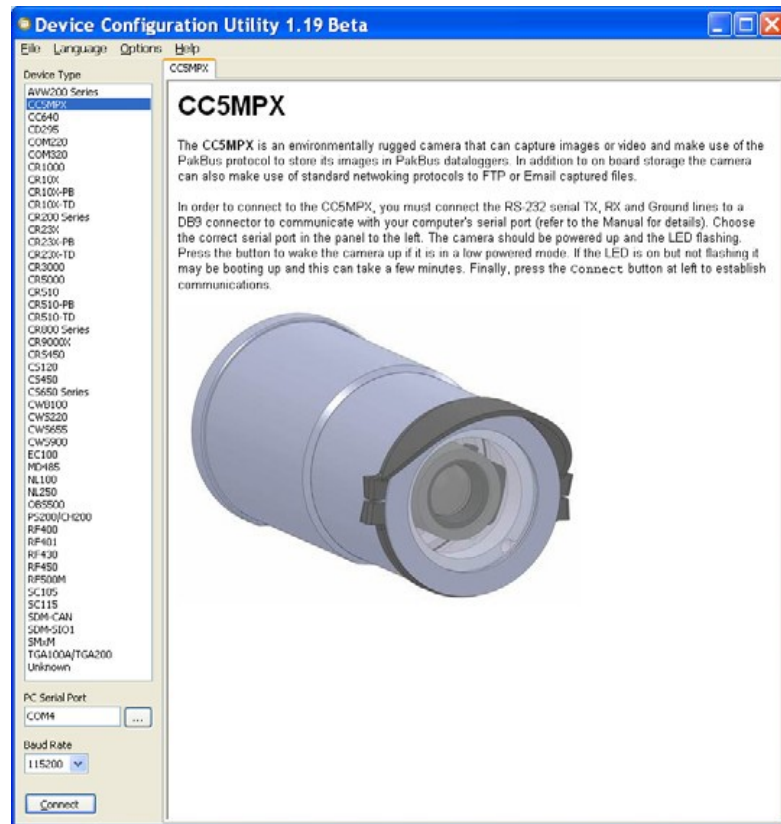 Device Configuration Utility 1.19 Beta
File Language Options Help
Device Type
AVW200 Series
CC5MPX
CC640
CD295
COM220
COM320
CR1000
CR10X
CR10X-PB
CR10X-TD
CR200 Series
CR23X
CR23X-PB
CR23X-TD
CR3000
CR5000
CR510
CR510-PB
CR510-TD
CR800 Series
CR9000X
CRS450
CS120
CS450
CS650 Series
CWB100
CWS220
CWS655
CWS900
EC100
MD485
NL100
NL250
OBS500
PS200/CH200
RF400
RF401
RF430
RF450
RF500M
SC105
SC115
SDM-CAN
SDM-SIO1
SMxM
TGA100A/TGA200
Unknown
PC Serial Port
COM4
...
Baud Rate
115200
Connect
CC5MPX
CC5MPX
The CC5MPX is an environmentally rugged camera that can capture images or video and make use of the
PakBus protocol to store its images in PakBus dataloggers. In addition to on board storage the camera
can also make use of standard netwoking protocols to FTP or Email captured files.
In order to connect to the CC5MPX, you must connect the RS-232 serial TX, RX and Ground lines to a
DB9 connector to communicate with your computer's serial port (refer to the Manual for details). Choose
the correct serial port in the panel to the left. The camera should be powered up and the LED flashing.
Press the button to wake the camera up if it is in a low powered mode. If the LED is on but not flashing it
may be booting up and this can take a few minutes. Finally, press the Connect button at left to establish
communications.